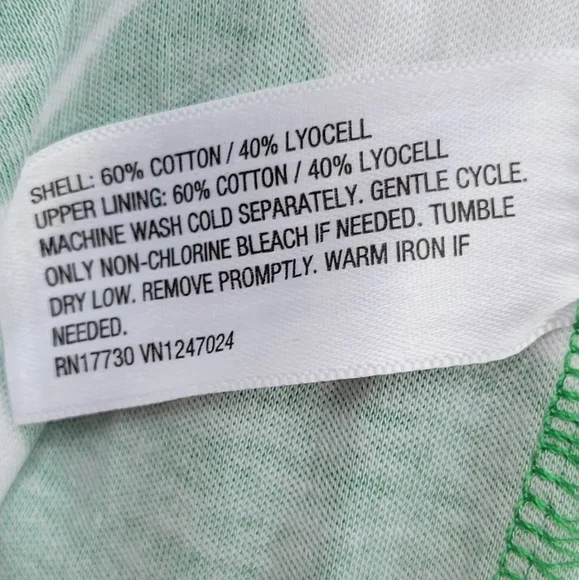 SHELL: 60% COTTON / 40% LYOCELL
UPPER LINING: 60% COTTON / 40% LYOCELL
MACHINE WASH COLD SEPARATELY. GENTLE CYCLE.
ONLY NON-CHLORINE BLEACH IF NEEDED. TUMBLE
DRY LOW. REMOVE PROMPTLY. WARM IRON IF
NEEDED.
RN17730 VN1247024